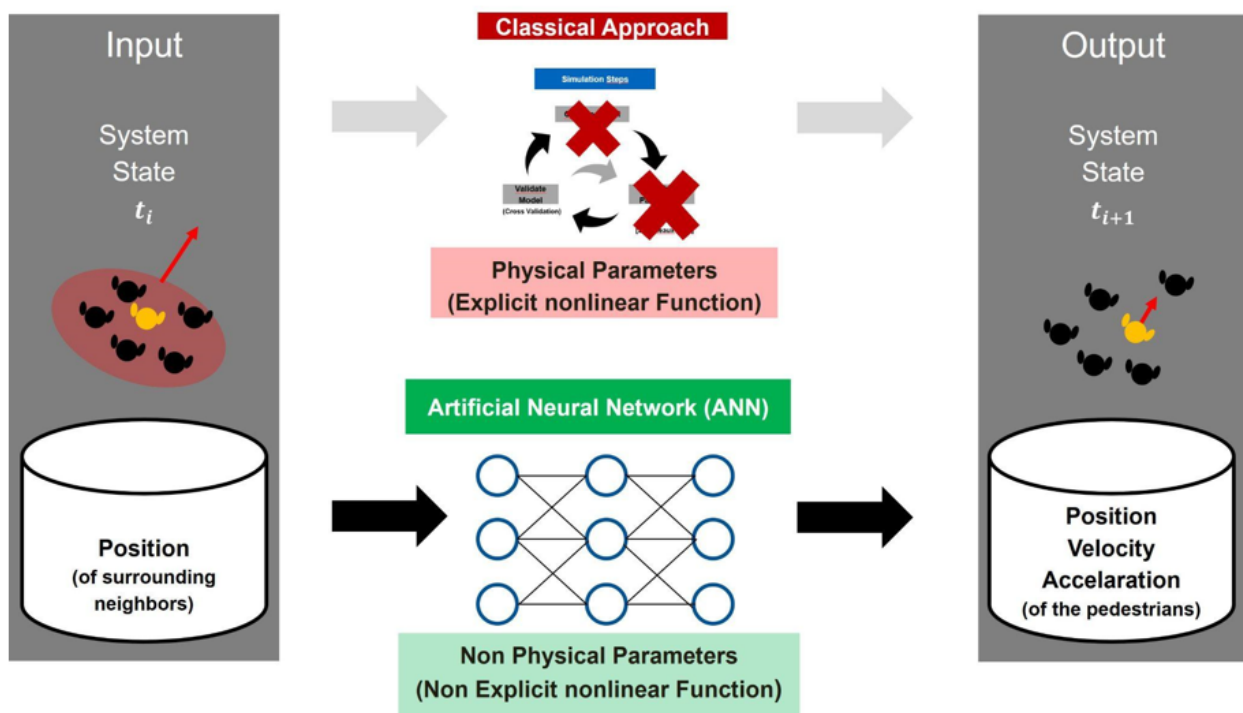 Input
System
State
t_i
Position
(of surrounding
neighbors)
Classical Approach
Simulation Steps
Validate
Model
(Cross Validation)
Physical Parameters
(Explicit nonlinear Function)
Artificial Neural Network (ANN)
Non Physical Parameters
(Non Explicit nonlinear Function)
Output
System
State
t_{i+1}
Position
Velocity
Accelaration
(of the pedestrians)